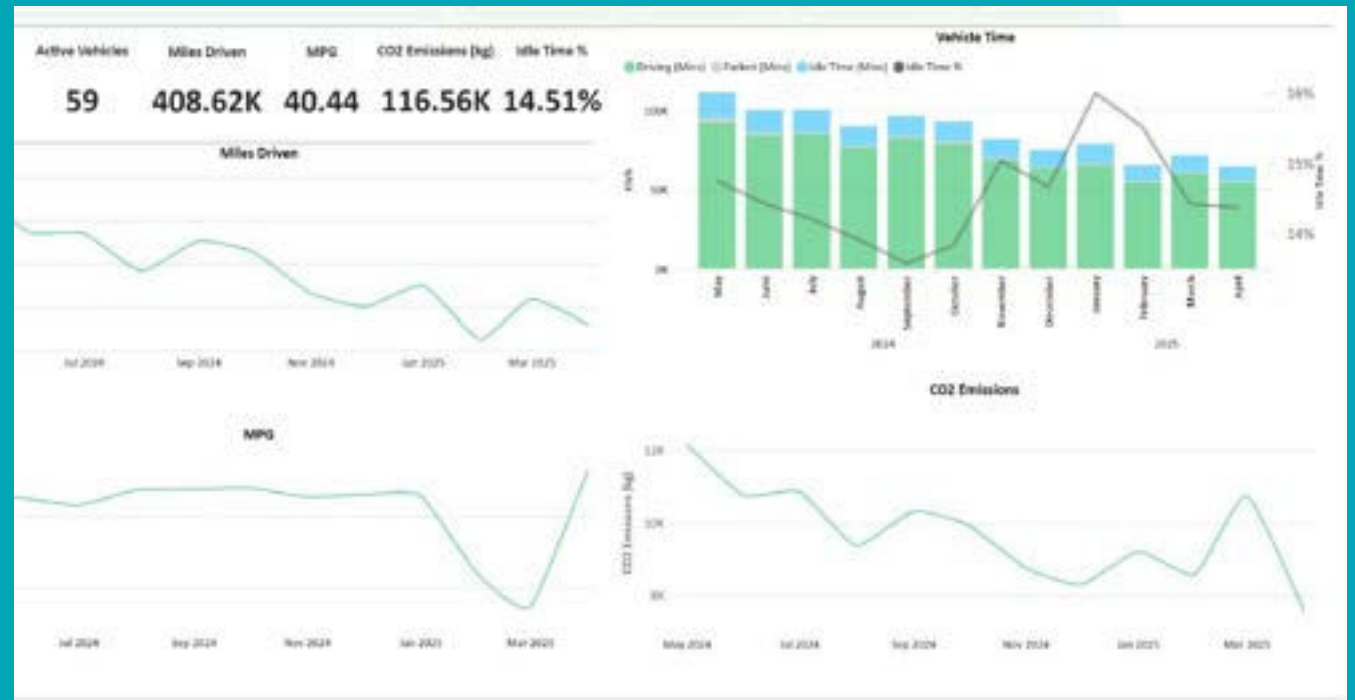 Active Vehicles Miles Driven MPG CO2 Emissions (kg) Idle Time %
59 408.62K 40.44 116.56K 14.51%
Miles Driven
Jul 2024 Sep 2024 Nov 2024 Jan 2025 Mar 2025
MPG
Jul 2024 Sep 2024 Nov 2024 Jan 2025 Mar 2025
Vehicle Time
Driving (Mins) Parked (Mins) Idle Time (Mins) Idle Time %
100K
50K
0K
16%
15%
14%
Idle Time %
May June July August September October November December January February March April
2024 2025
CO2 Emissions
CO2 Emissions (kg)
12K
10K
8K
May 2024 Jul 2024 Sep 2024 Nov 2024 Jan 2025 Mar 2025